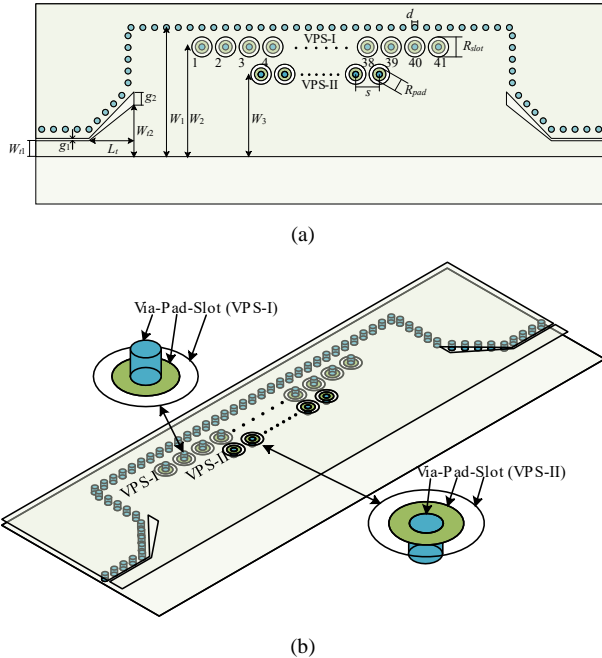 d
VPS-I
R_slot
1 2 3 4 38 39 40 41
VPS-II
R_pad
s
g_2
W_t2
W_1
W_2
W_3
W_t1
g_1
L_t
(a)
Via-Pad-Slot (VPS-I)
VPS-I
VPS-II
Via-Pad-Slot (VPS-II)
(b)